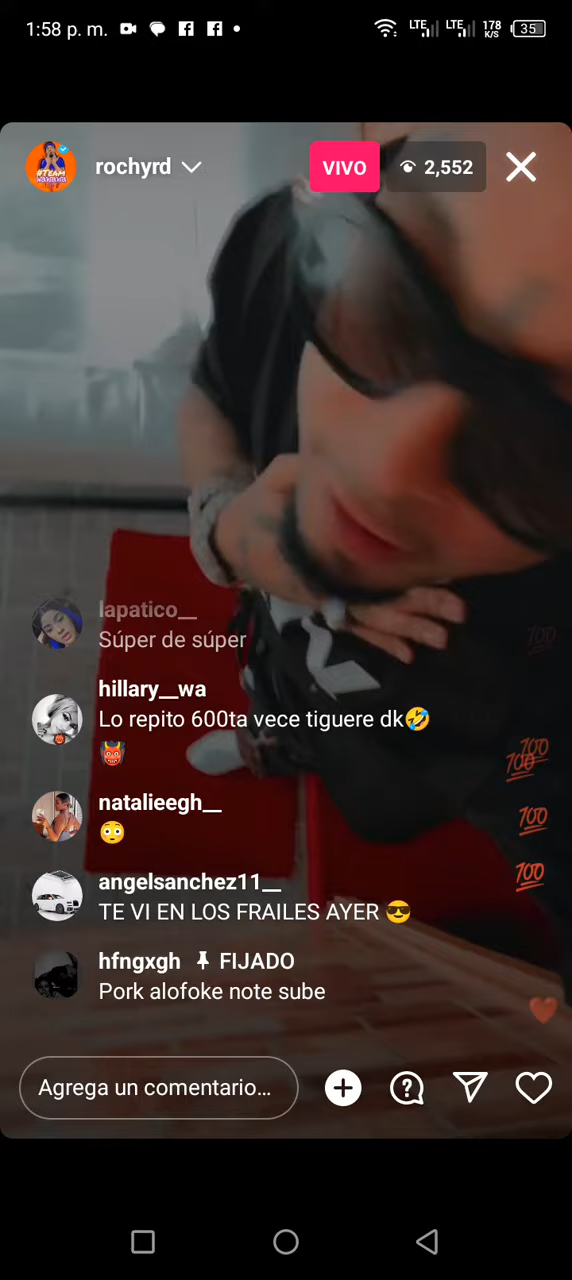 1:58 p. m.
LTE LTE 178 K/S 35
rochyrd VIVO 2,552
#TEAM
lapatico__
Súper de súper
hillary__wa
Lo repito 600ta vece tiguere dk🤣
👹
natalieegh__
😳
angelsanchez11__
TE VI EN LOS FRAILES AYER 😎
hfngxgh FIJADO
Pork alofoke note sube
Agrega un comentario...